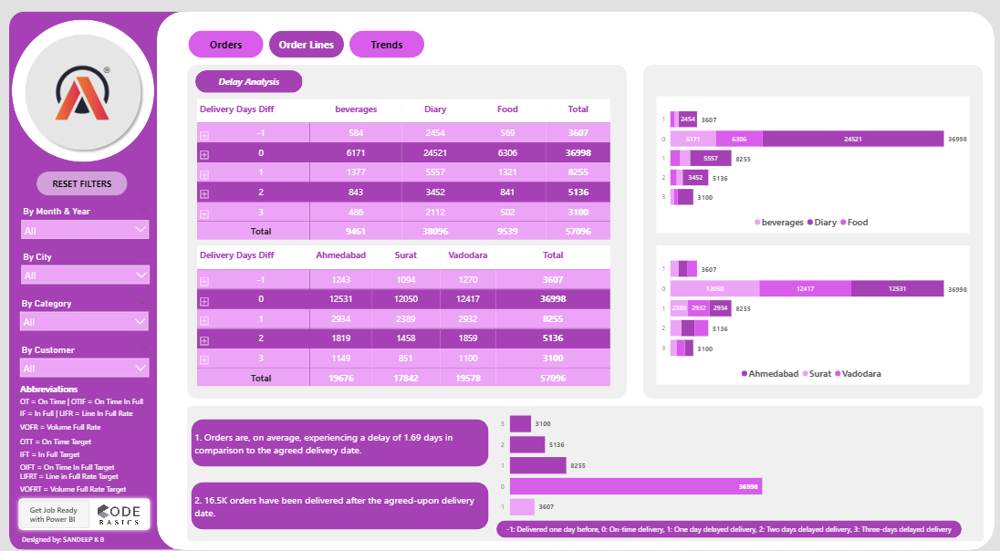 ®
RESET FILTERS
By Month & Year
All
By City
All
By Category
All
By Customer
All
Abbreviations
OT = On Time | OTIF = On Time In Full
IF = In Full | LIFR = Line In Full Rate
VOFR = Volume Full Rate
OTT = On Time Target
IFT = In Full Target
OIFT = On Time In Full Target
LIFRT = Line in Full Rate Target
VOFRT = Volume Full Rate Target
Get Job Ready
with Power BI
CODE
BASICS
Designed by: SANDEEP K B
Orders Order Lines Trends
Delay Analysis
Delivery Days Diff beverages Diary Food Total
-1 584 2454 569 3607
0 6171 24521 6306 36998
1 1377 5557 1321 8255
2 843 3452 841 5136
3 486 2112 502 3100
Total 9461 38096 9539 57096
Delivery Days Diff Ahmedabad Surat Vadodara Total
-1 1243 1094 1270 3607
0 12531 12050 12417 36998
1 2934 2389 2932 8255
2 1819 1458 1859 5136
3 1149 851 1100 3100
Total 19676 17842 19578 57096
-1 2454 3607
0 6171 6306 24521 36998
1 5557 8255
2 3452 5136
3 3100
beverages Diary Food
-1 3607
0 12050 12417 12531 36998
1 2389 2932 2934 8255
2 5136
3 3100
Ahmedabad Surat Vadodara
1. Orders are, on average, experiencing a delay of 1.69 days in
comparison to the agreed delivery date.
2. 16.5K orders have been delivered after the agreed-upon delivery
date.
3 3100
2 5136
1 8255
0 36998
-1 3607
-1: Delivered one day before, 0: On-time delivery, 1: One day delayed delivery, 2: Two days delayed delivery, 3: Three-days delayed delivery